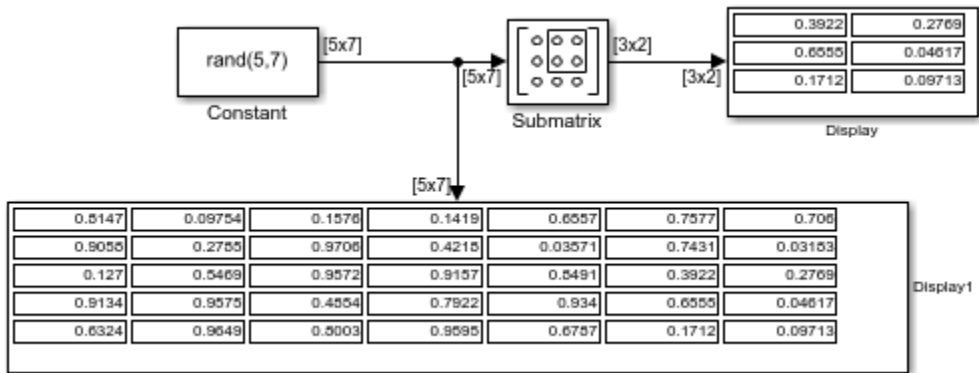 rand(5,7)
Constant
[5x7]
[5x7]
[5x7]
Submatrix
[3x2]
[3x2]
0.3922 0.2769
0.6555 0.04617
0.1712 0.09713
Display
0.8147 0.09754 0.1576 0.1419 0.6557 0.7577 0.706
0.9058 0.2785 0.9706 0.4218 0.03571 0.7431 0.03183
0.127 0.5469 0.9572 0.9157 0.8491 0.3922 0.2769
0.9134 0.9575 0.4854 0.7922 0.934 0.6555 0.04617
0.6324 0.9649 0.8003 0.9595 0.6787 0.1712 0.09713
Display1